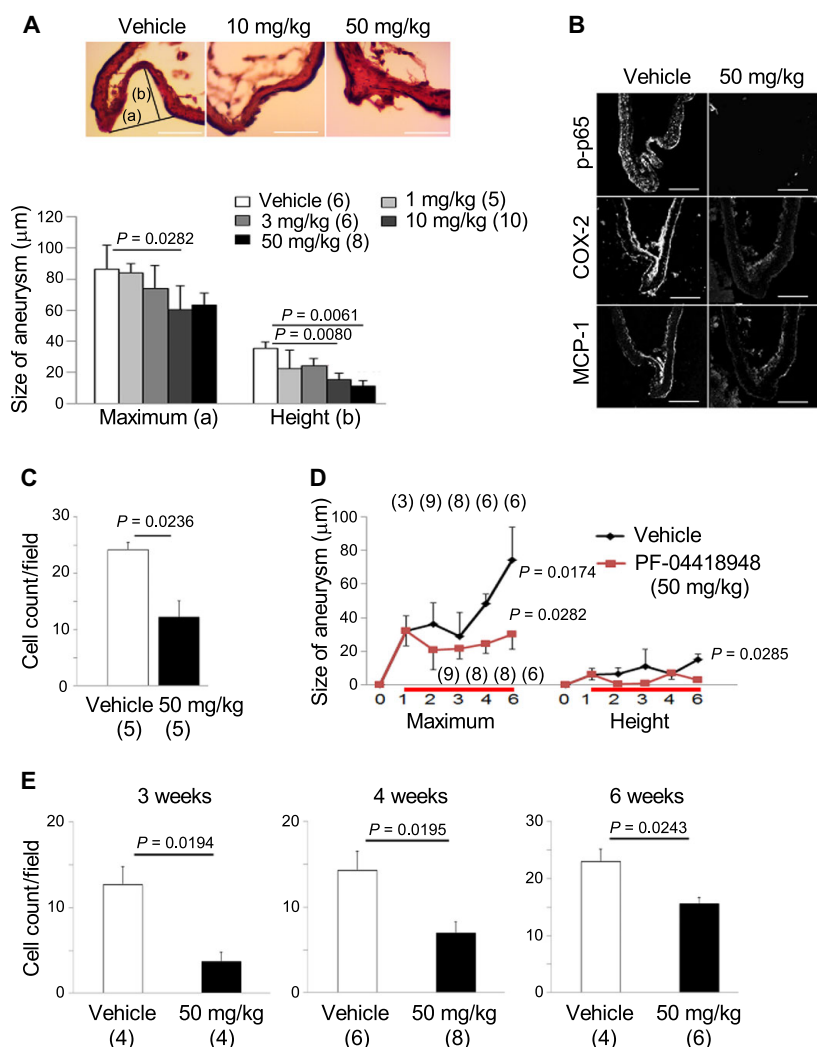 A
Vehicle 10 mg/kg 50 mg/kg
(b)
(a)
Vehicle (6) 1 mg/kg (5)
3 mg/kg (6) 10 mg/kg (10)
50 mg/kg (8)
Size of aneurysm (μm)
120
100
80
60
40
20
0
P = 0.0282
P = 0.0061
P = 0.0080
Maximum (a) Height (b)
B
Vehicle 50 mg/kg
p-p65
COX-2
MCP-1
C
Cell count/field
30
20
10
0
P = 0.0236
Vehicle 50 mg/kg
(5) (5)
D
Size of aneurysm (μm)
100
80
60
40
20
0
(3) (9) (8) (6) (6)
Vehicle
PF-04418948
(50 mg/kg)
P = 0.0174
P = 0.0282
P = 0.0285
(9) (8) (8) (6)
0 1 2 3 4 6 0 1 2 3 4 6
Maximum Height
E
3 weeks
Cell count/field
20
10
0
P = 0.0194
Vehicle 50 mg/kg
(4) (4)
4 weeks
20
10
0
P = 0.0195
Vehicle 50 mg/kg
(6) (8)
6 weeks
30
20
10
0
P = 0.0243
Vehicle 50 mg/kg
(4) (6)